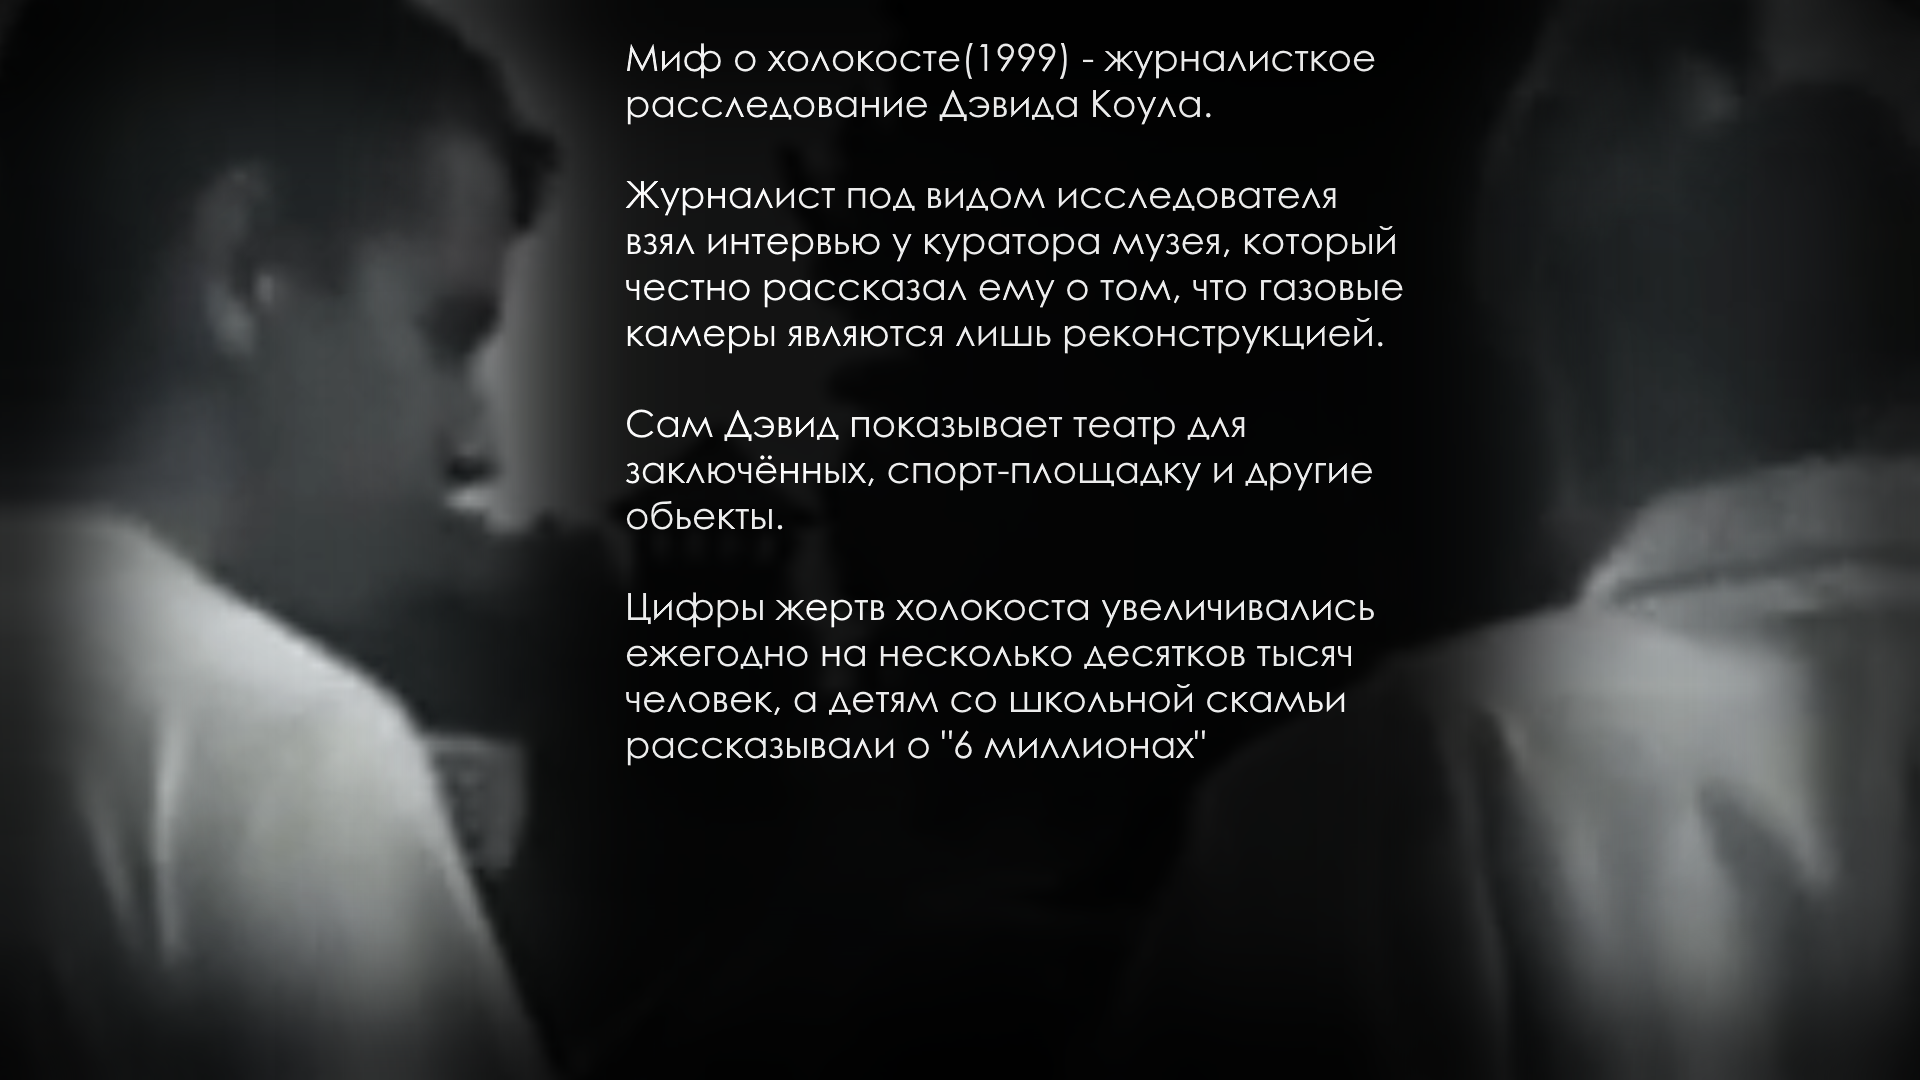 Миф о холокосте(1999) - журналисткое
расследование Дэвида Коула.
Журналист под видом исследователя
взял интервью у куратора музея, который
честно рассказал ему о том, что газовые
камеры являются лишь реконструкцией.
Сам Дэвид показывает театр для
заключённых, спорт-площадку и другие
обьекты.
Цифры жертв холокоста увеличивались
ежегодно на несколько десятков тысяч
человек, а детям со школьной скамьи
рассказывали о "6 миллионах"